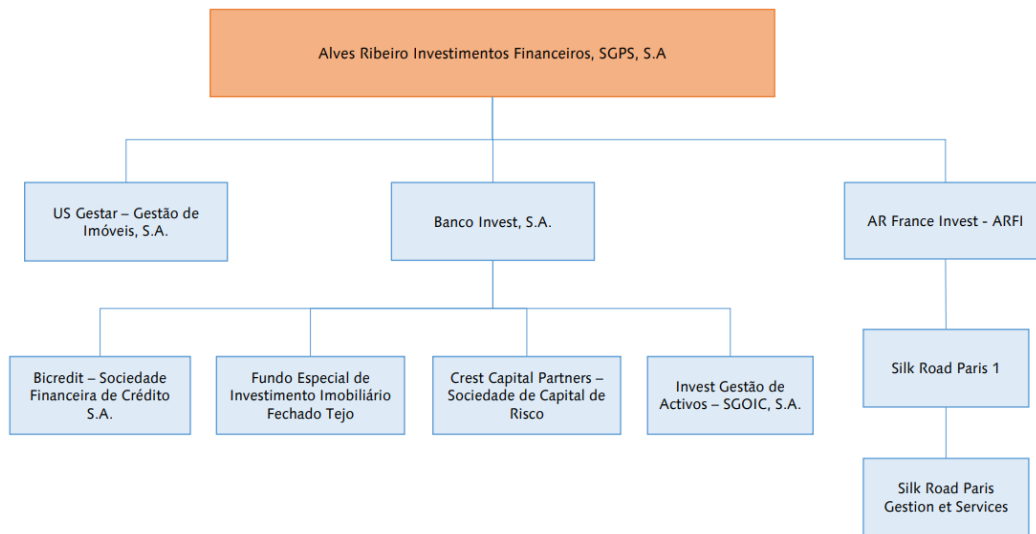 Alves Ribeiro Investimentos Financeiros, SGPS, S.A
US Gestar – Gestão de
Imóveis, S.A.
Banco Invest, S.A.
AR France Invest - ARFI
Bicredit – Sociedade
Financeira de Crédito
S.A.
Fundo Especial de
Investimento Imobiliário
Fechado Tejo
Crest Capital Partners –
Sociedade de Capital de
Risco
Invest Gestão de
Activos – SGOIC, S.A.
Silk Road Paris 1
Silk Road Paris
Gestion et Services